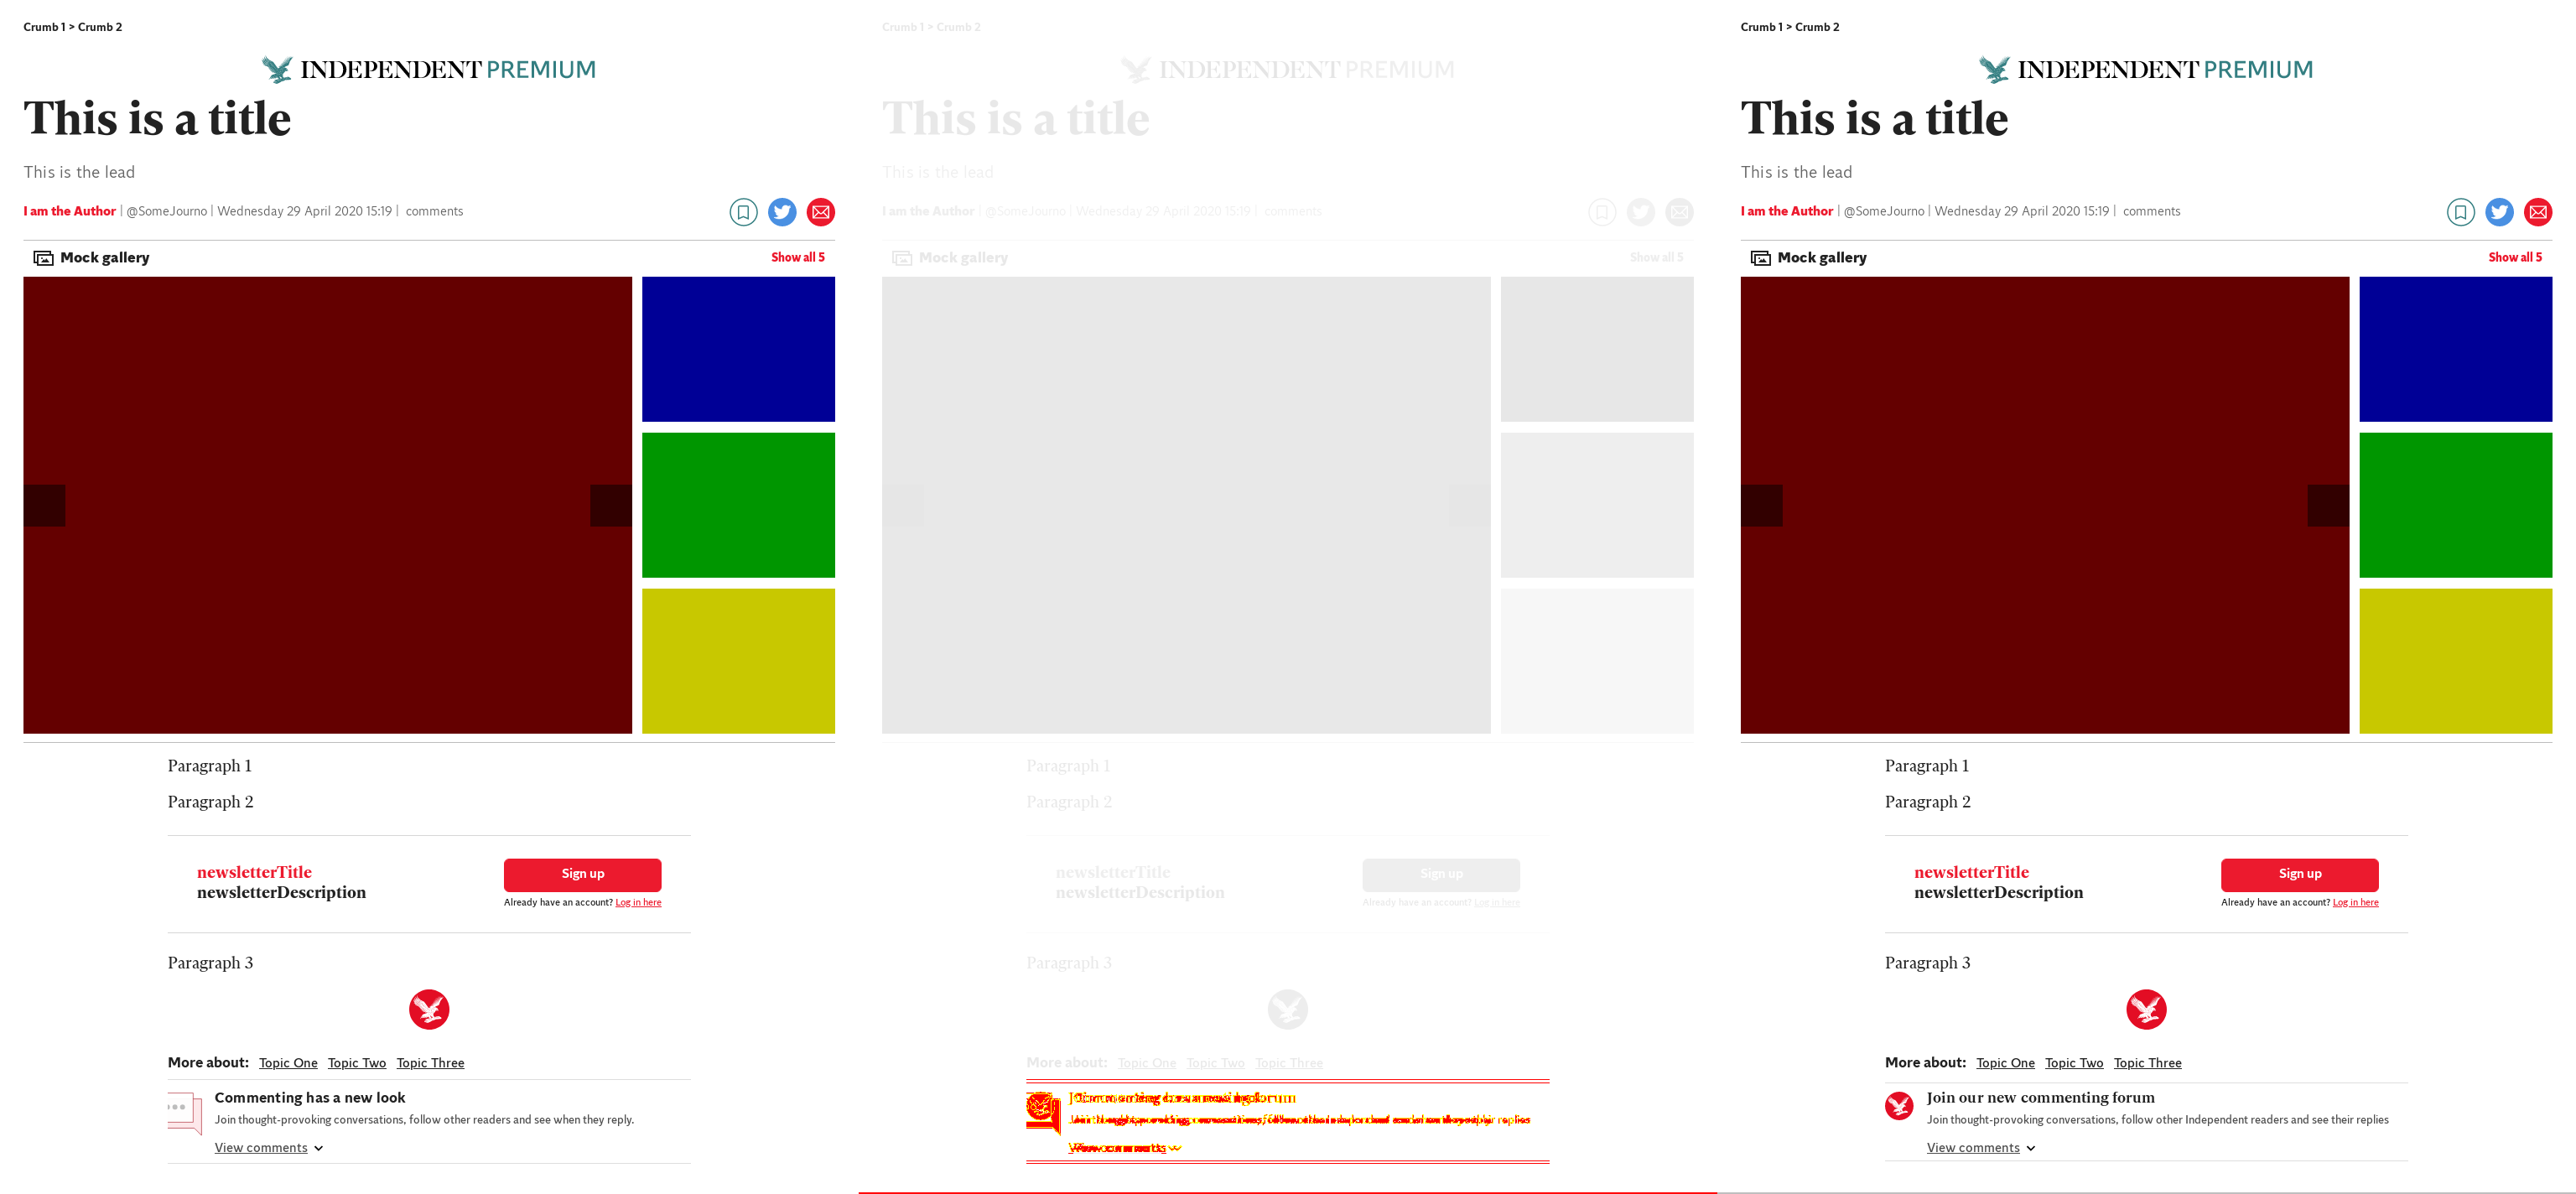 Crumb 1 > Crumb 2
INDEPENDENT PREMIUM
This is a title
This is the lead
I am the Author | @SomeJourno | Wednesday 29 April 2020 15:19 | comments
Mock gallery Show all 5
Paragraph 1
Paragraph 2
newsletterTitle
newsletterDescription
Sign up
Already have an account? Log in here
Paragraph 3
More about: Topic One Topic Two Topic Three
Commenting has a new look
Join thought-provoking conversations, follow other readers and see when they reply.
View comments
Crumb 1 > Crumb 2
INDEPENDENT PREMIUM
This is a title
This is the lead
I am the Author | @SomeJourno | Wednesday 29 April 2020 15:19 | comments
Mock gallery Show all 5
Paragraph 1
Paragraph 2
newsletterTitle
newsletterDescription
Sign up
Already have an account? Log in here
Paragraph 3
More about: Topic One Topic Two Topic Three
Crumb 1 > Crumb 2
INDEPENDENT PREMIUM
This is a title
This is the lead
I am the Author | @SomeJourno | Wednesday 29 April 2020 15:19 | comments
Mock gallery Show all 5
Paragraph 1
Paragraph 2
newsletterTitle
newsletterDescription
Sign up
Already have an account? Log in here
Paragraph 3
More about: Topic One Topic Two Topic Three
Join our new commenting forum
Join thought-provoking conversations, follow other Independent readers and see their replies
View comments